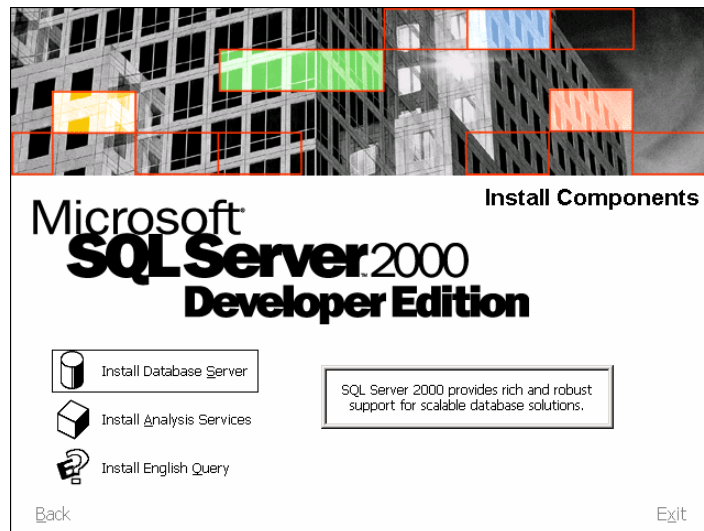 Install Components
Microsoft®
SQL Server™ 2000
Developer Edition
Install Database Server
SQL Server 2000 provides rich and robust
support for scalable database solutions.
Install Analysis Services
Install English Query
Back
Exit